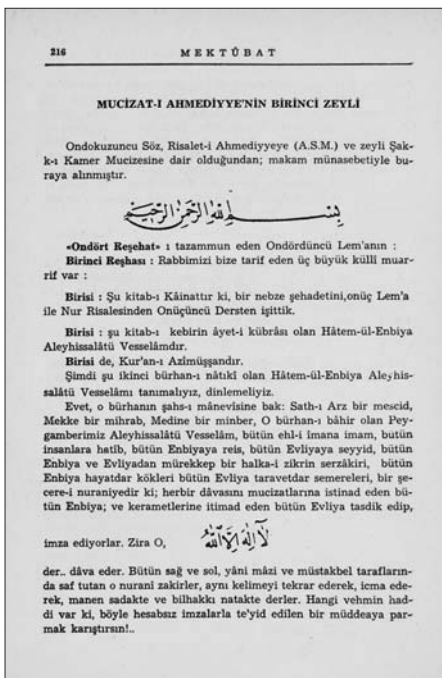 216 MEKTÛBAT
MUCİZAT-I AHMEDİYYE'NİN BİRİNCİ ZEYLİ
Ondokuzuncu Söz, Risalet-i Ahmediyyeye (A.S.M.) ve zeyli Şak-
k-ı Kamer Mucizesine dair olduğundan; makam münasebetiyle bu-
raya alınmıştır.
بِسْمِ اللهِ الرَّحْمٰنِ الرَّحِيمِ
«Ondört Reşehat» ı tazammun eden Ondördüncü Lem'anın :
Birinci Reşhası : Rabbimizi bize tarif eden üç büyük külli muar-
rif var :
Birisi : Şu kitab-ı Kâinattır ki, bir nebze şehadetini,onüç Lem'a
ile Nur Risalesinden Onüçüncü Dersten işittik.
Birisi : şu kitab-ı kebirin âyet-i kübrâsı olan Hâtem-ül-Enbiya
Aleyhissalâtü Vesselâmdır.
Birisi de, Kur'an-ı Azîmüşşandır.
Şimdi şu ikinci bürhan-ı nâtıkî olan Hâtem-ül-Enbiya Aleyhis-
salâtü Vesselâmı tanımalıyız, dinlemeliyiz.
Evet, o bürhanın şahs-ı mânevîsine bak: Sath-ı Arz bir mescid,
Mekke bir mihrab, Medine bir minber, O bürhan-ı bâhir olan Pey-
gamberimiz Aleyhissalâtü Vesselâm, bütün ehl-i îmana imam, bütün
insanlara hatîb, bütün Enbiyaya reis, bütün Evliyaya seyyid, bütün
Enbiya ve Evliyadan mürekkep bir halka-i zikrin serzâkiri, bütün
Enbiya hayatdar kökleri bütün Evliya taravetdar semereleri, bir şe-
cere-i nuraniyedir ki; herbir dâvasını mucizatlarına istinad eden bü-
tün Enbiya; ve kerametlerine itimad eden bütün Evliya tasdik edip,
imza ediyorlar. Zira O, لَا إِلٰهَ إِلَّا اللهُ
der.. dâva eder. Bütün sağ ve sol, yâni mâzi ve müstakbel tarafların-
da saf tutan o nurani zakirler, aynı kelimeyi tekrar ederek, icma ede-
rek, manen sadakte ve bilhakkı natakte derler. Hangi vehmin had-
di var ki, böyle hesabsız imzalarla te'yid edilen bir müddeaya par-
mak karıştırsın!..